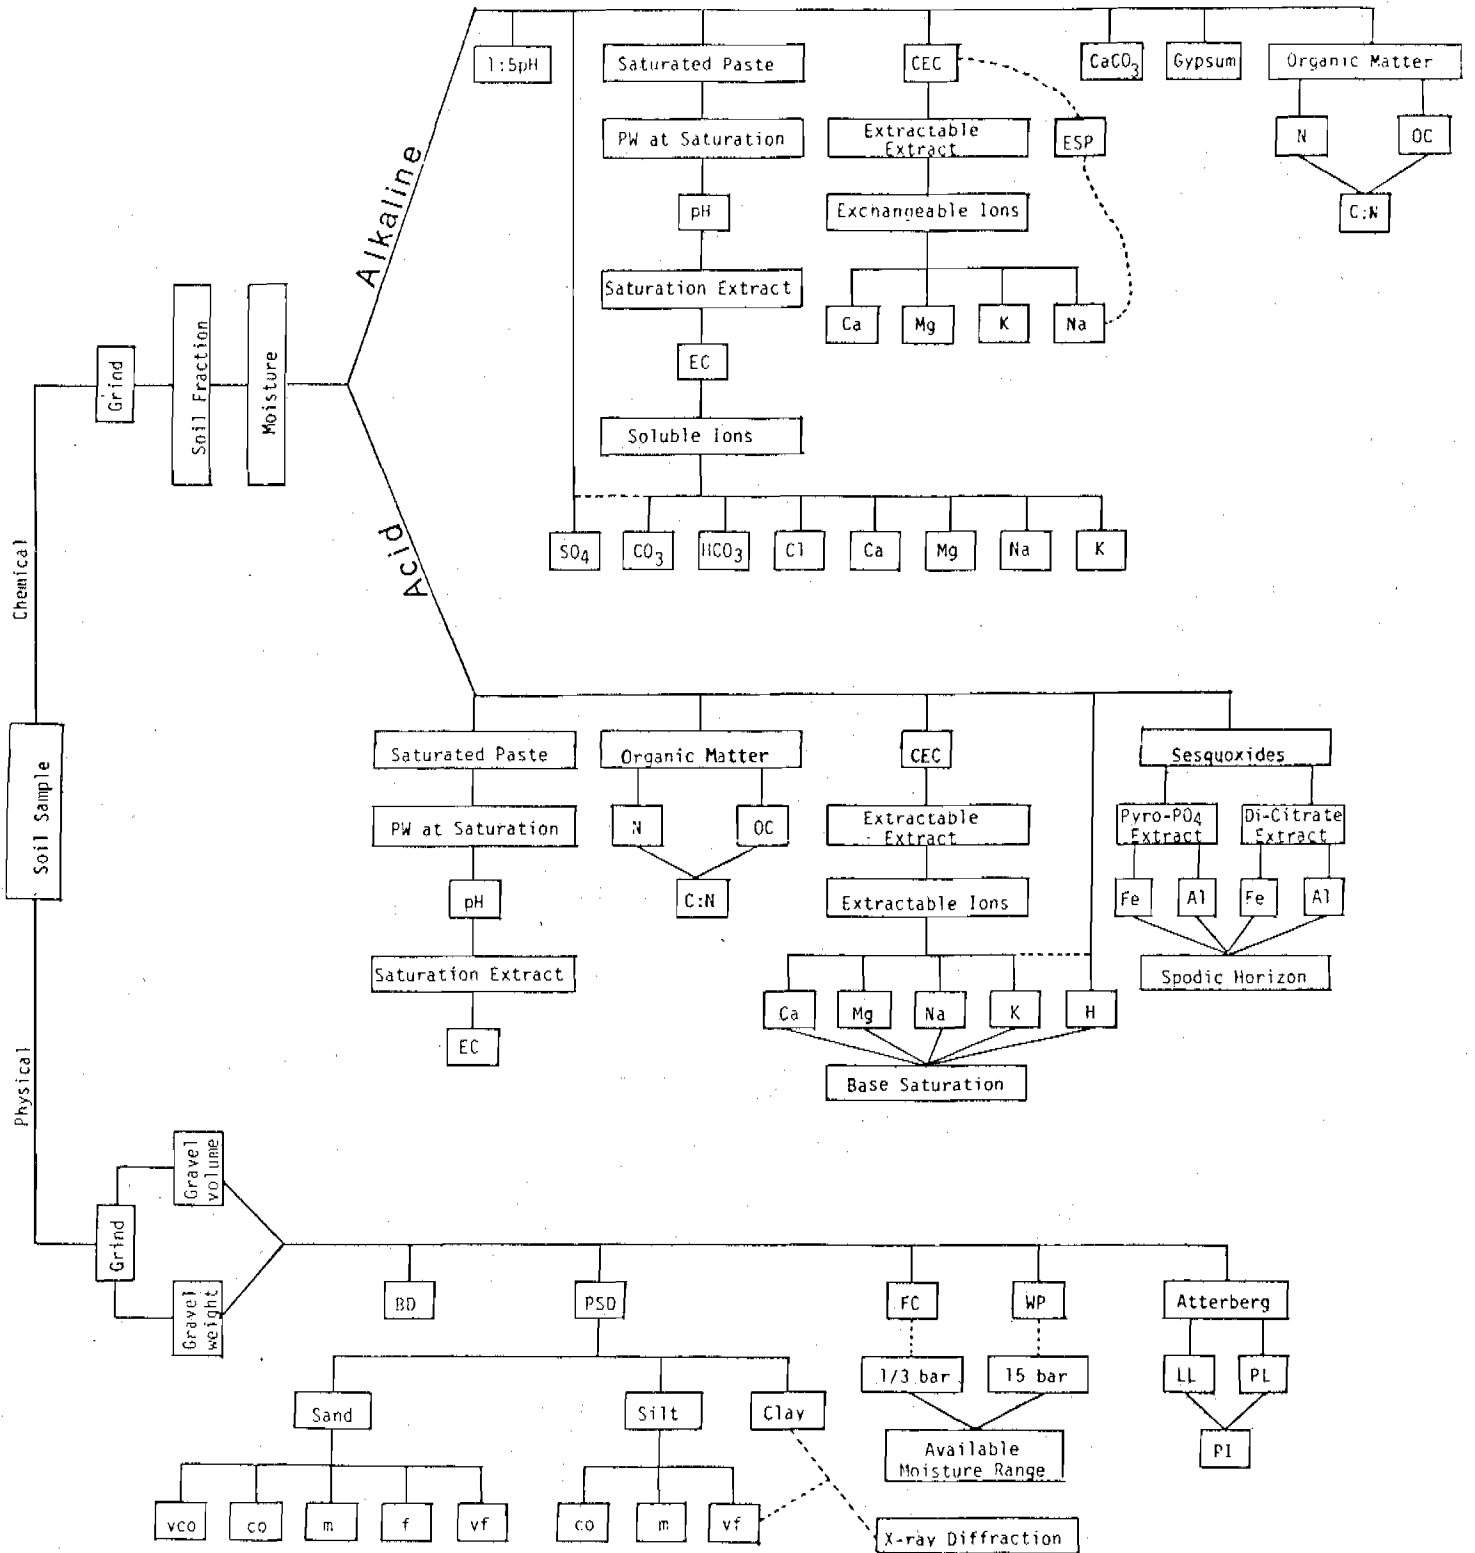 1:5pH
Saturated Paste
CEC
CaCO3
Gypsum
Organic Matter
PW at Saturation
Extractable
Extract
ESP
N
OC
pH
Exchangeable Ions
C:N
Saturation Extract
Ca
Mg
K
Na
EC
Soluble Ions
SO4
CO3
HCO3
Cl
Ca
Mg
Na
K
Alkaline
Acid
Grind
Soil Fraction
Moisture
Chemical
Soil Sample
Physical
Saturated Paste
Organic Matter
CEC
Sesquoxides
PW at Saturation
N
OC
Extractable
Extract
Pyro-PO4
Extract
Di-Citrate
Extract
pH
C:N
Extractable Ions
Fe
Al
Fe
Al
Saturation Extract
Spodic Horizon
Ca
Mg
Na
K
H
EC
Base Saturation
Gravel
volume
Grind
Gravel
weight
BD
PSD
FC
WP
Atterberg
1/3 bar
15 bar
LL
PL
Sand
Silt
Clay
Available
Moisture Range
PI
vco
co
m
f
vf
co
m
vf
X-ray Diffraction